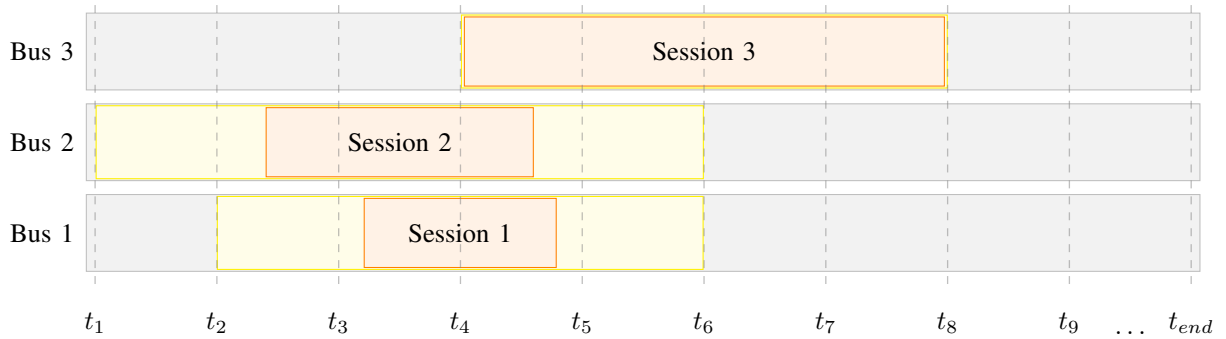 Bus 3 Session 3
Bus 2 Session 2
Bus 1 Session 1
t1 t2 t3 t4 t5 t6 t7 t8 t9 ... tend